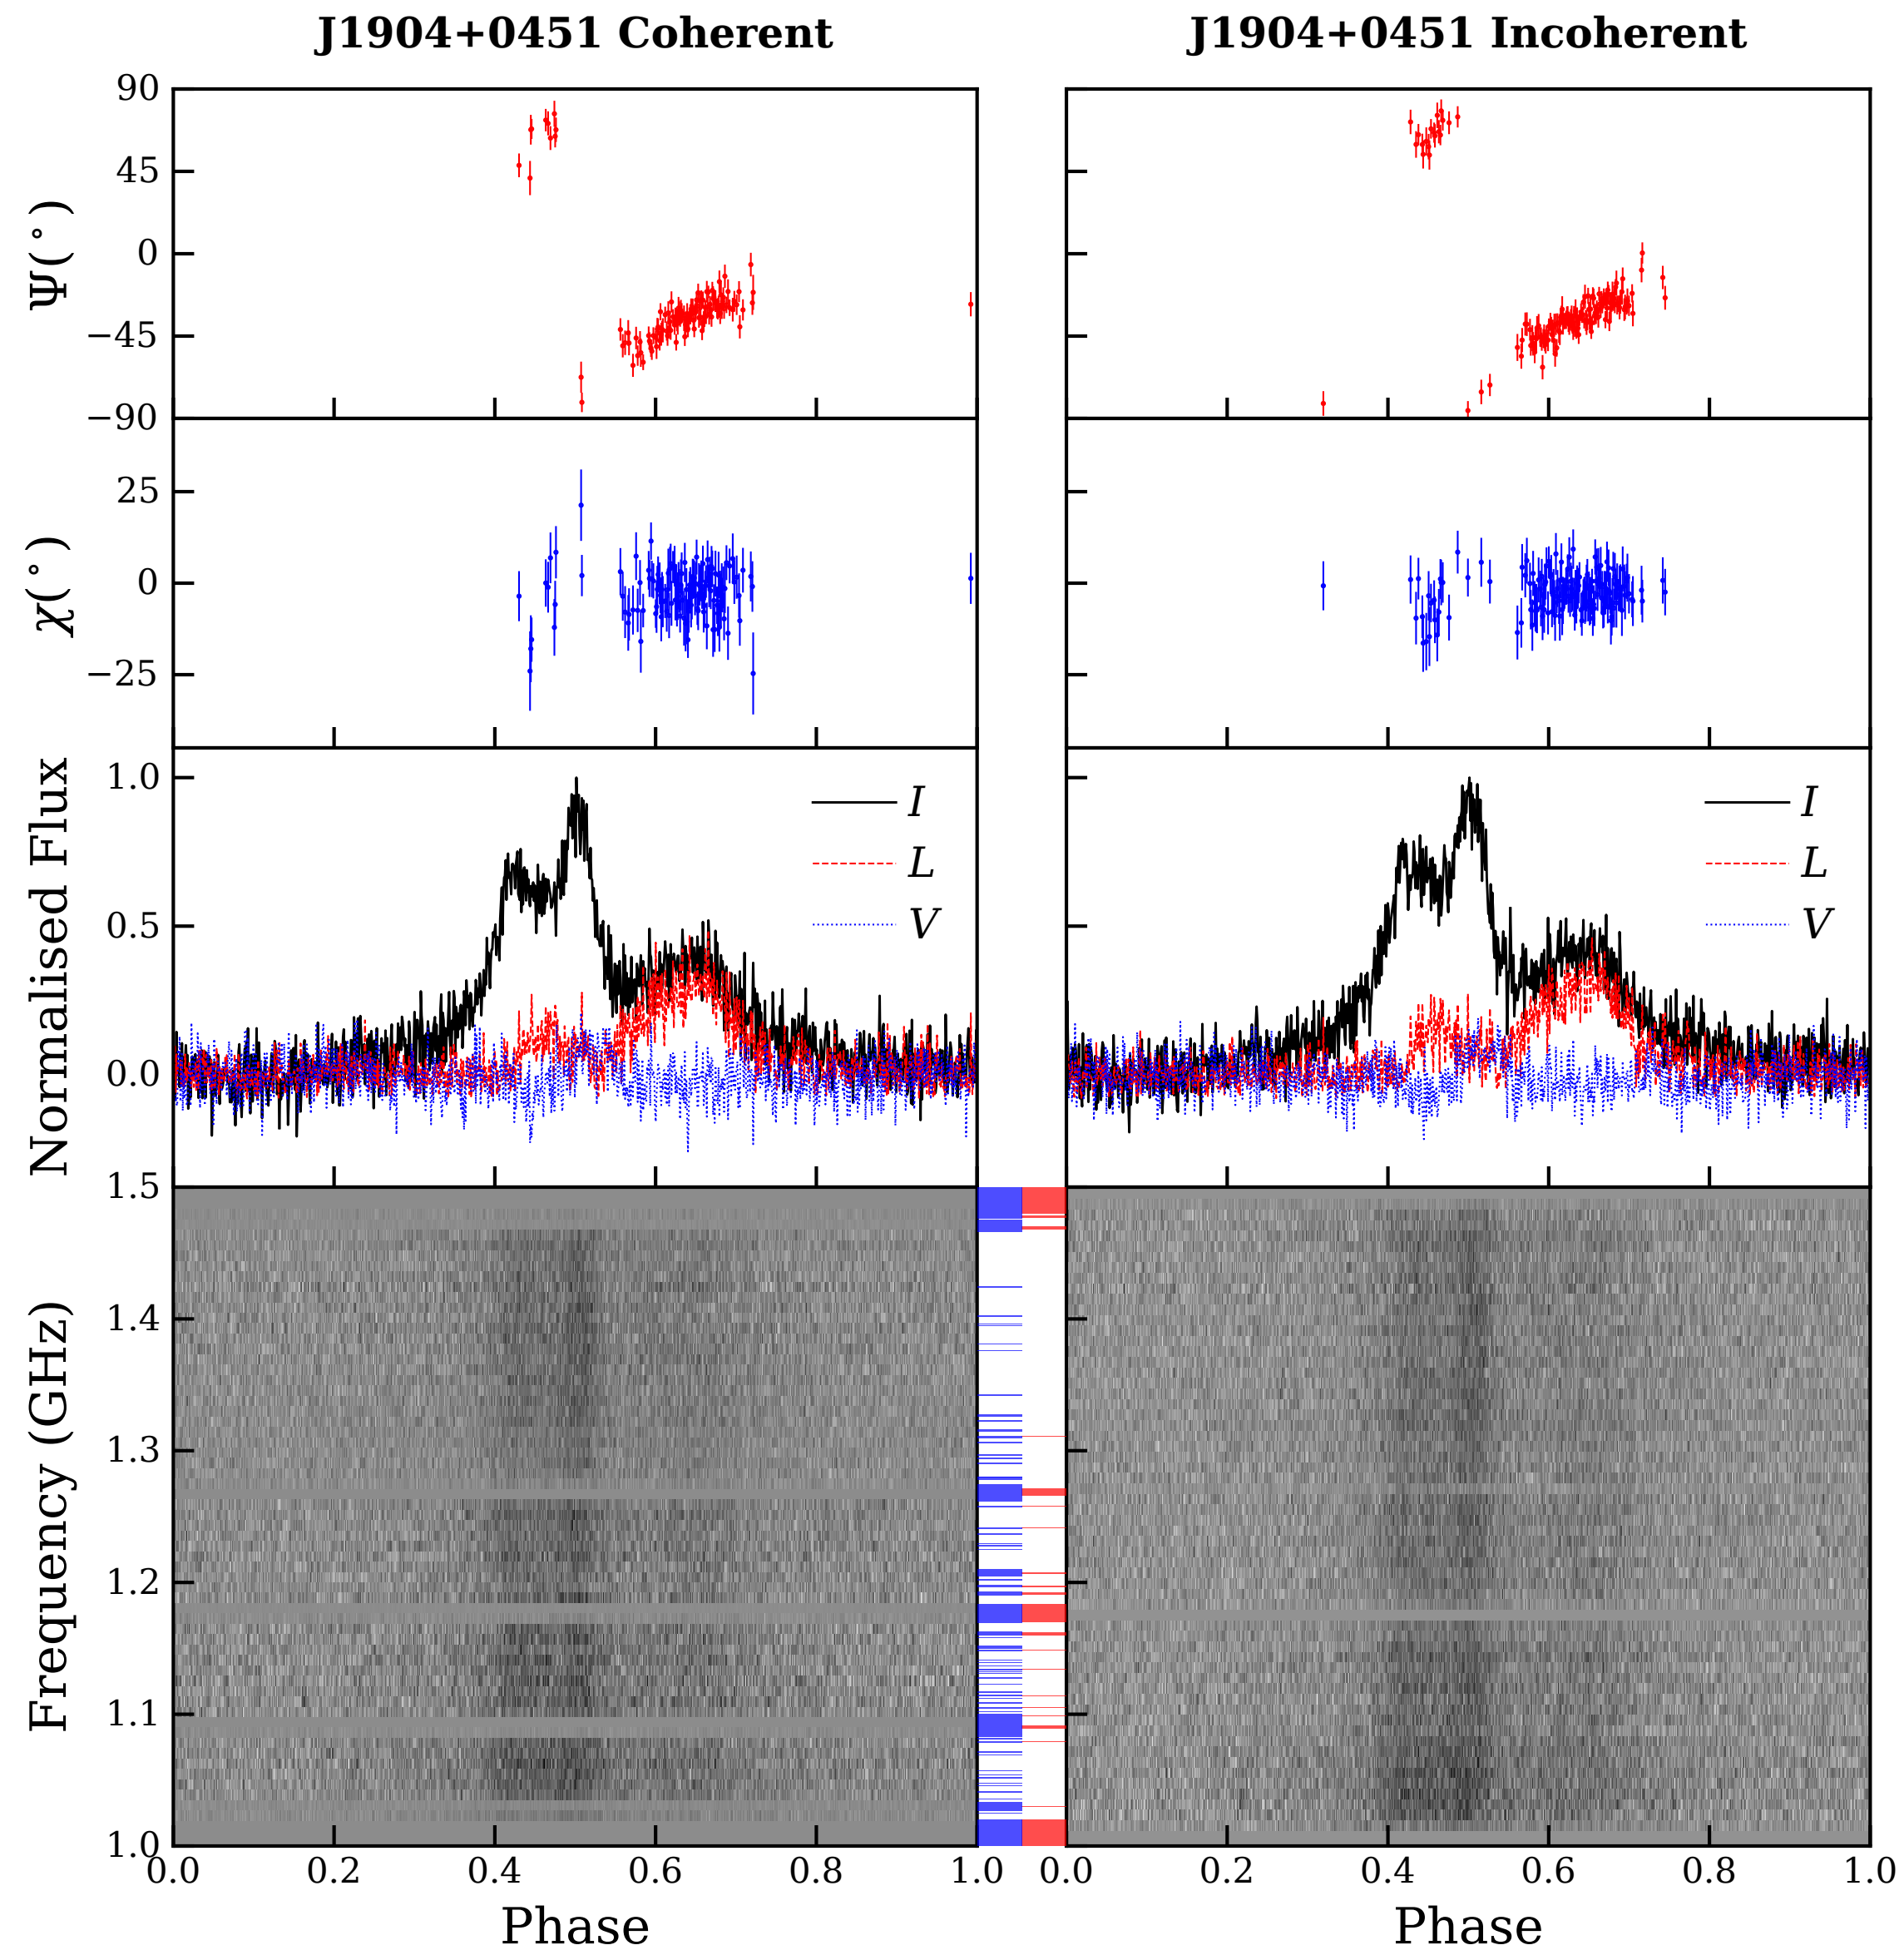 J1904+0451 Coherent
J1904+0451 Incoherent
90
45
0
−45
−90
Ψ(°)
25
0
−25
χ(°)
1.0
0.5
0.0
Normalised Flux
I
L
V
I
L
V
1.5
1.4
1.3
1.2
1.1
1.0
Frequency (GHz)
0.0 0.2 0.4 0.6 0.8 1.0
0.0 0.2 0.4 0.6 0.8 1.0
Phase
Phase